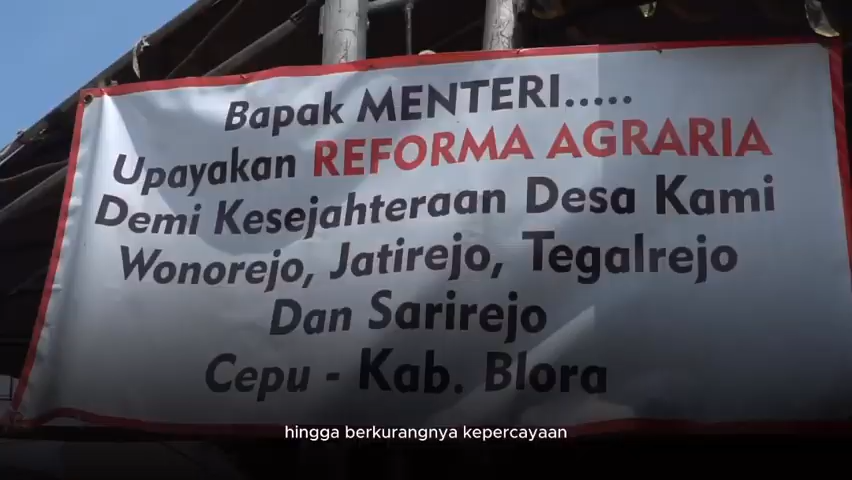 Bapak MENTERI.....
Upayakan REFORMA AGRARIA
Demi Kesejahteraan Desa Kami
Wonorejo, Jatirejo, Tegalrejo
Dan Sarirejo
Cepu - Kab. Blora
hingga berkurangnya kepercayaan